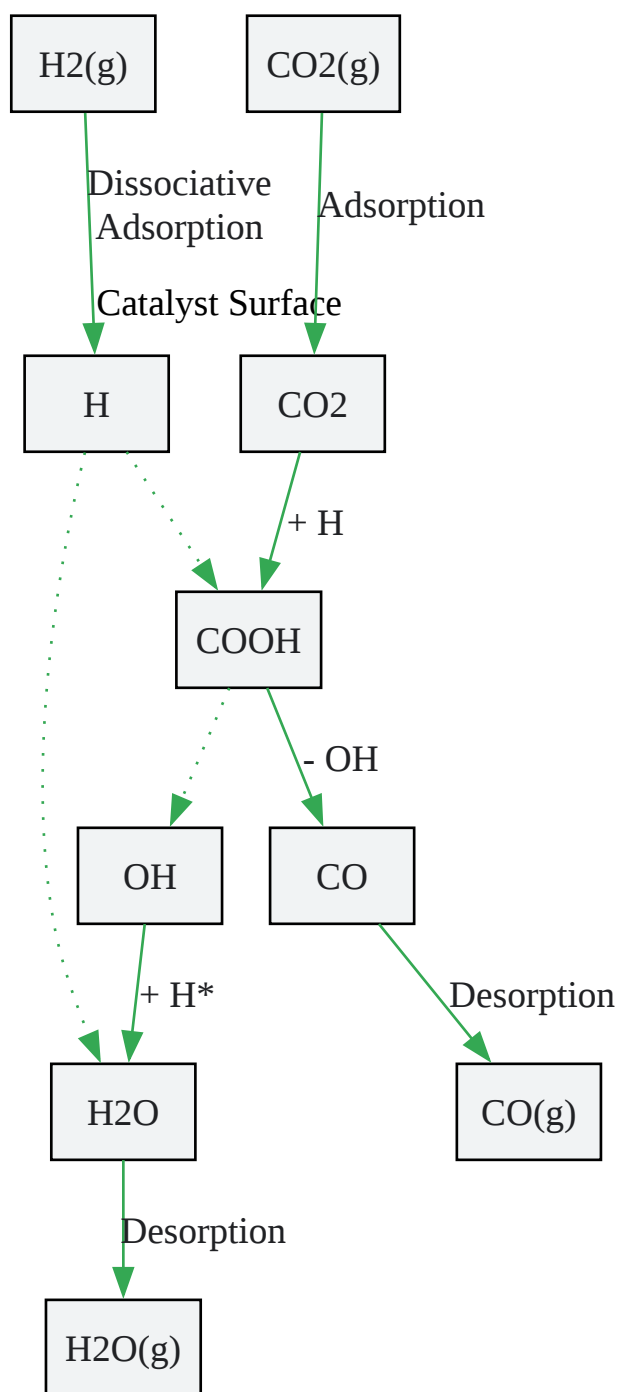 H2(g)
CO2(g)
Dissociative
Adsorption
Adsorption
Catalyst Surface
H
CO2
+ H
COOH
- OH
OH
CO
+ H*
Desorption
H2O
CO(g)
Desorption
H2O(g)